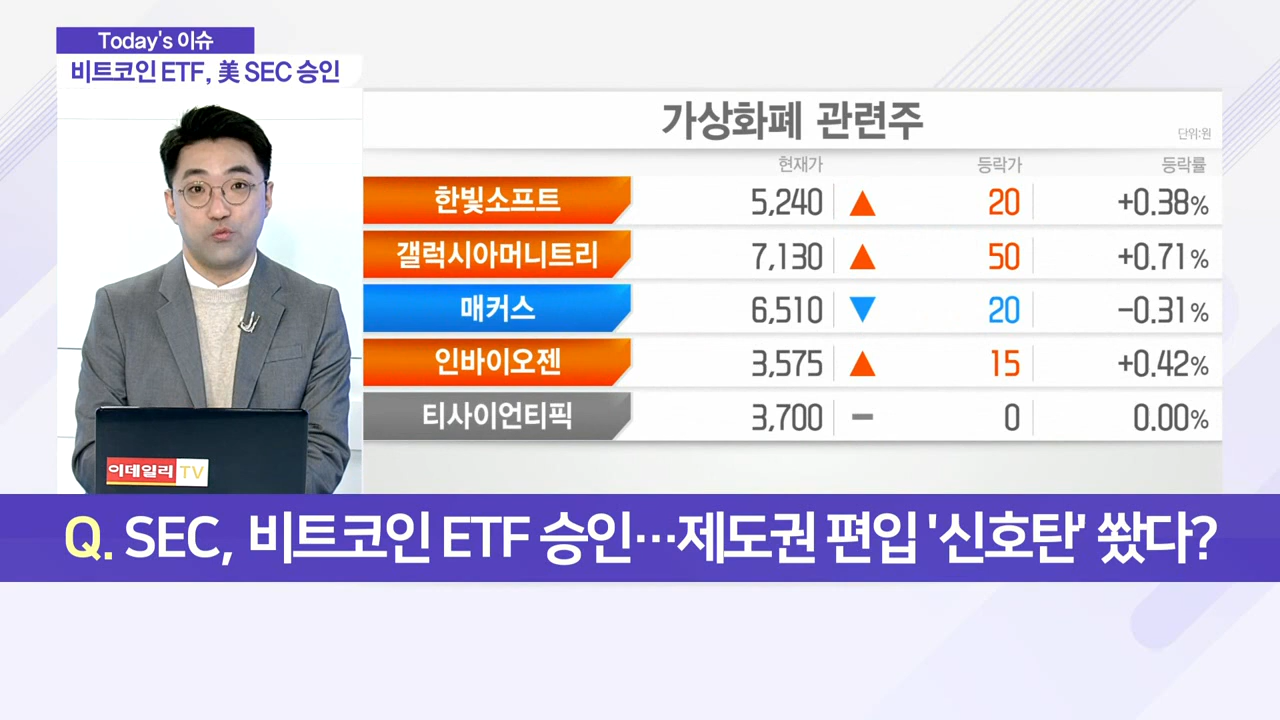 Today's 이슈
비트코인 ETF, 美 SEC 승인
가상화폐 관련주
단위:원
현재가 등락가 등락률
한빛소프트 5,240 ▲ 20 +0.38%
갤럭시아머니트리 7,130 ▲ 50 +0.71%
매커스 6,510 ▼ 20 -0.31%
인바이오젠 3,575 ▲ 15 +0.42%
티사이언티픽 3,700 - 0 0.00%
이데일리TV
Q. SEC, 비트코인 ETF 승인…제도권 편입 '신호탄' 쐈다?